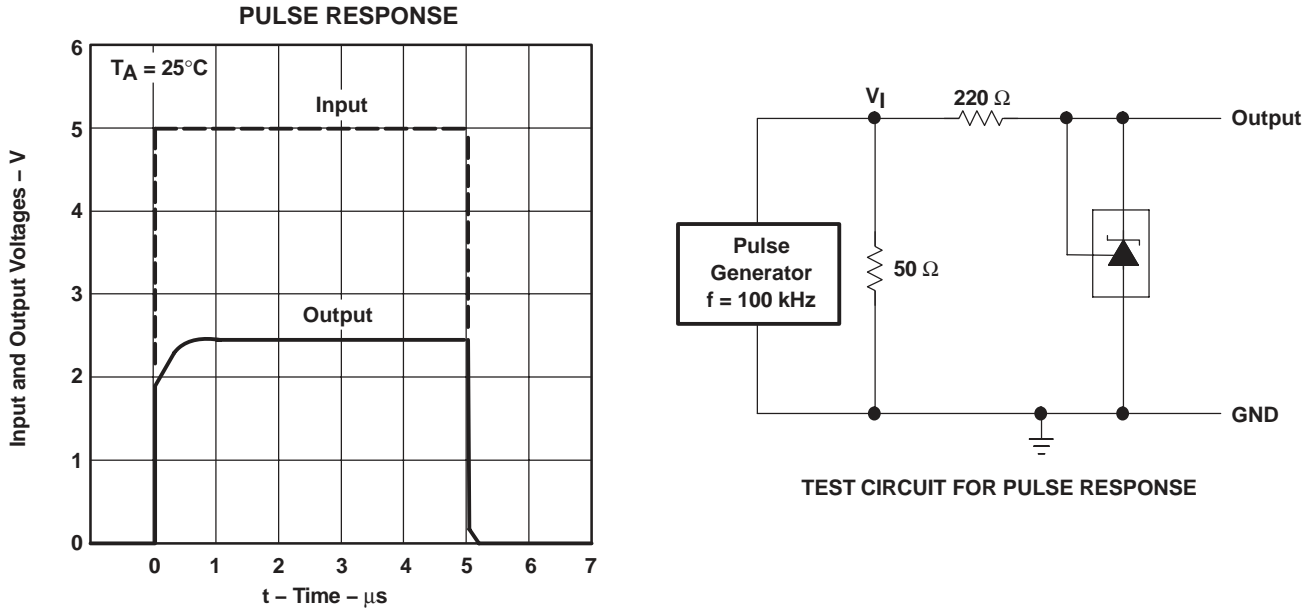 PULSE RESPONSE
Input and Output Voltages – V
6
5
4
3
2
1
0
TA = 25°C
Input
Output
0 1 2 3 4 5 6 7
t – Time – μs
VI
220 Ω
Output
Pulse
Generator
f = 100 kHz
50 Ω
GND
TEST CIRCUIT FOR PULSE RESPONSE